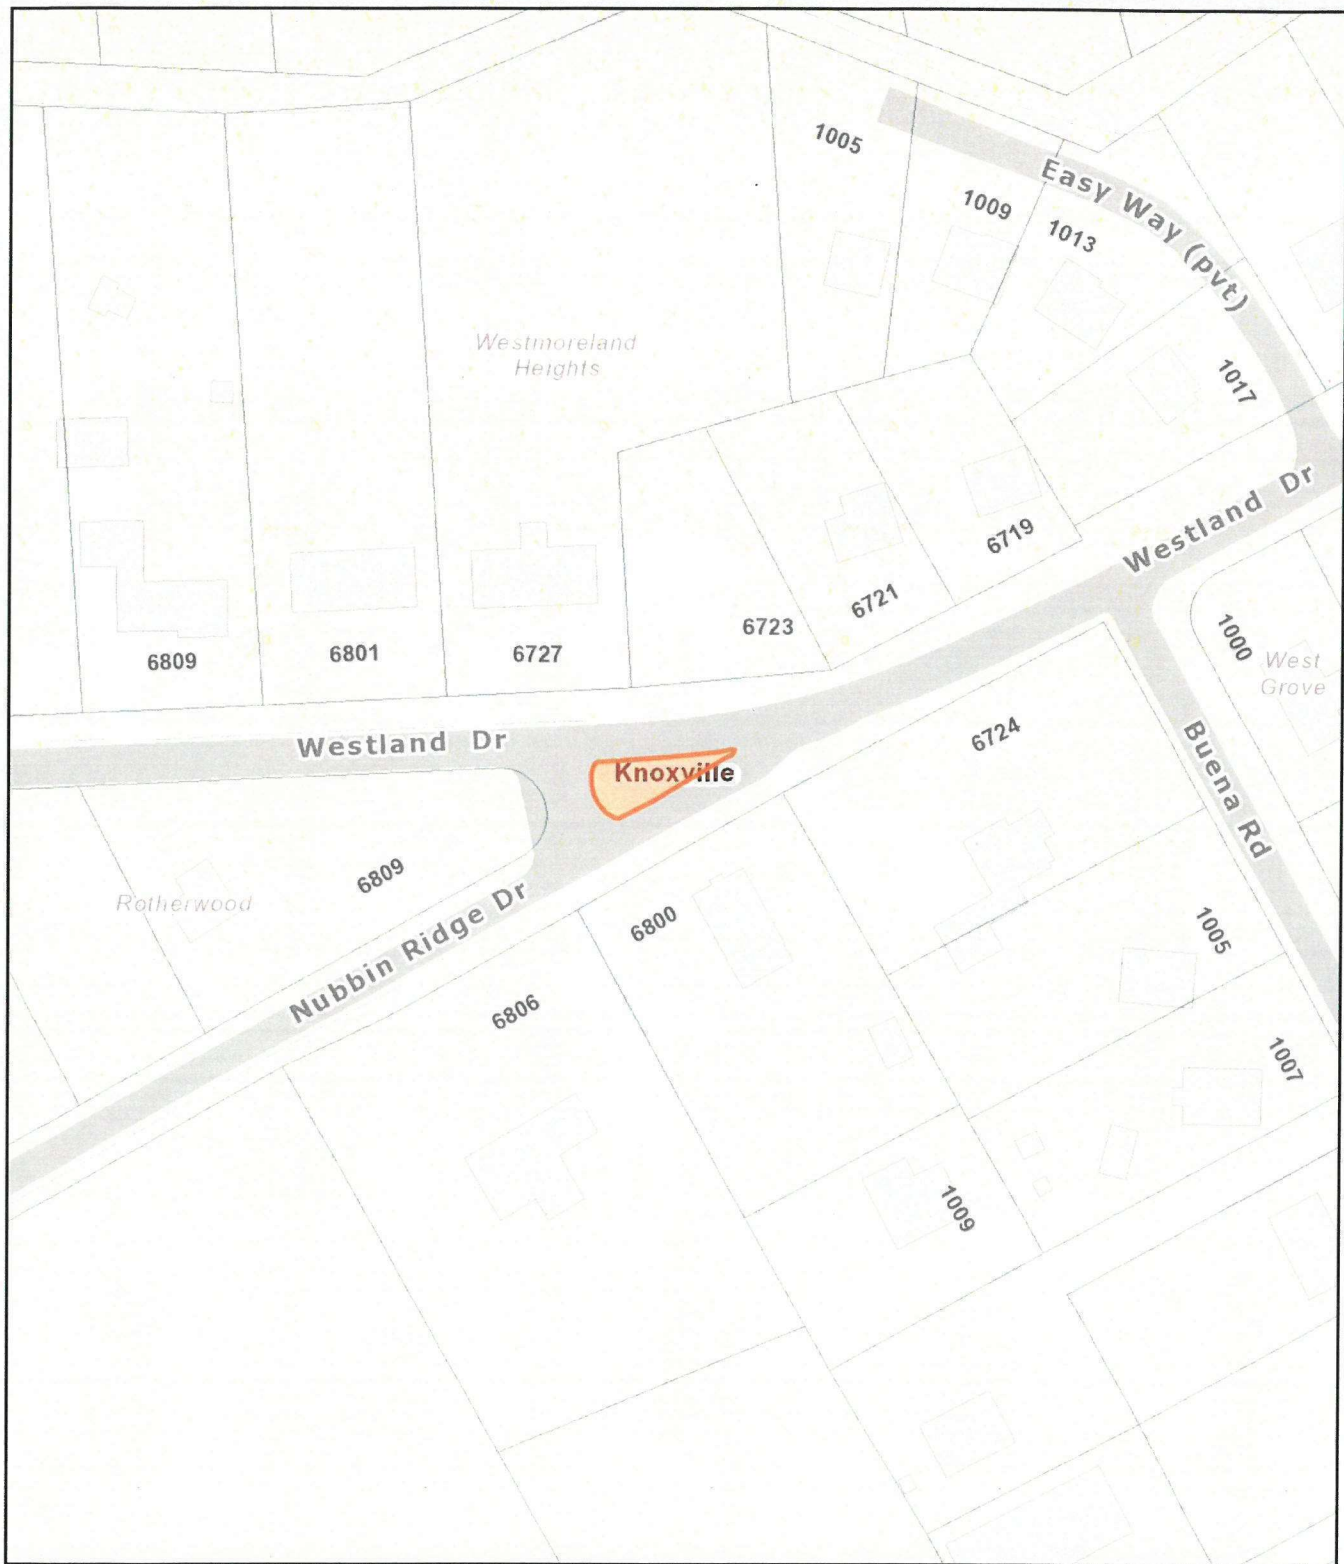 1005
1009
1013
Easy Way (pvt)
1017
Westmoreland
Heights
6719
Westland Dr
6721
6723
6727
6801
6809
1000
West
Grove
Westland Dr
Knoxville
6724
Buena Rd
6809
Rotherwood
Nubbin Ridge Dr
6800
6806
1005
1007
1009